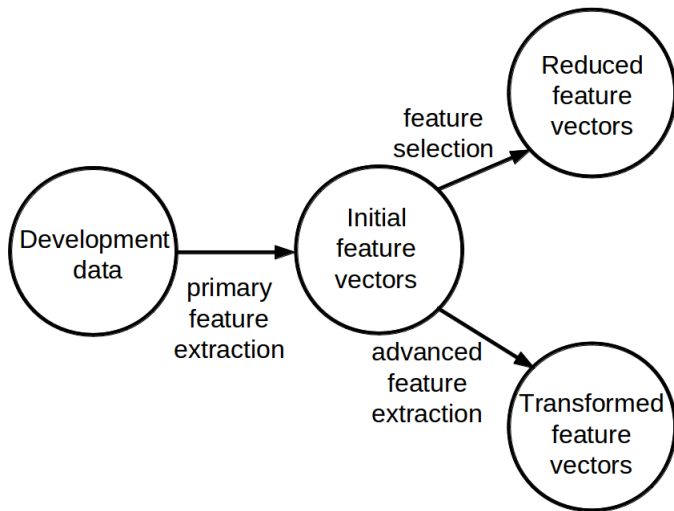 Development
data
primary
feature
extraction
Initial
feature
vectors
feature
selection
Reduced
feature
vectors
advanced
feature
extraction
Transformed
feature
vectors